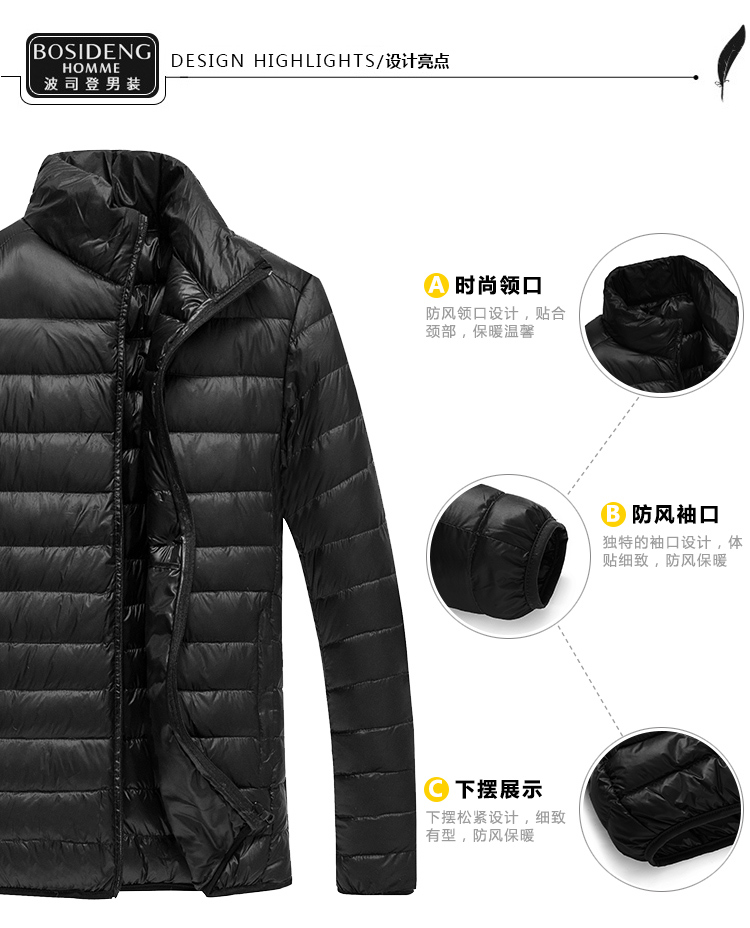 BOSIDENG
HOMME
波司登男装
DESIGN HIGHLIGHTS/设计亮点
A 时尚领口
防风领口设计，贴合
颈部，保暖温馨
B 防风袖口
独特的袖口设计，体
贴细致，防风保暖
C 下摆展示
下摆松紧设计，细致
有型，防风保暖